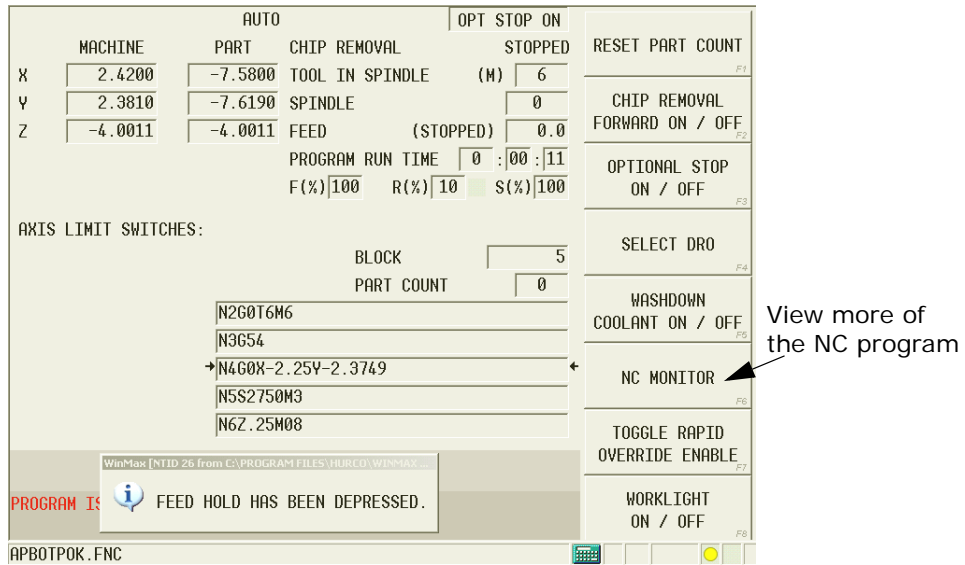 AUTO OPT STOP ON
MACHINE PART CHIP REMOVAL STOPPED
X 2.4200 -7.5800 TOOL IN SPINDLE (M) 6
Y 2.3810 -7.6190 SPINDLE 0
Z -4.0011 -4.0011 FEED (STOPPED) 0.0
PROGRAM RUN TIME 0 : 00 : 11
F(%) 100 R(%) 10 S(%) 100
AXIS LIMIT SWITCHES:
BLOCK 5
PART COUNT 0
N2G0T6M6
N3G54
N4G0X-2.25Y-2.3749
N5S2750M3
N6Z.25M08
WinMax [NTID 26 from C:\PROGRAM FILES\HURCO\WINMAX ...
FEED HOLD HAS BEEN DEPRESSED.
PROGRAM IS
APBOTPOK.FNC
RESET PART COUNT
F1
CHIP REMOVAL
FORWARD ON / OFF
F2
OPTIONAL STOP
ON / OFF
F3
SELECT DRO
F4
WASHDOWN
COOLANT ON / OFF
F5
NC MONITOR
F6
TOGGLE RAPID
OVERRIDE ENABLE
F7
WORKLIGHT
ON / OFF
F8
View more of
the NC program